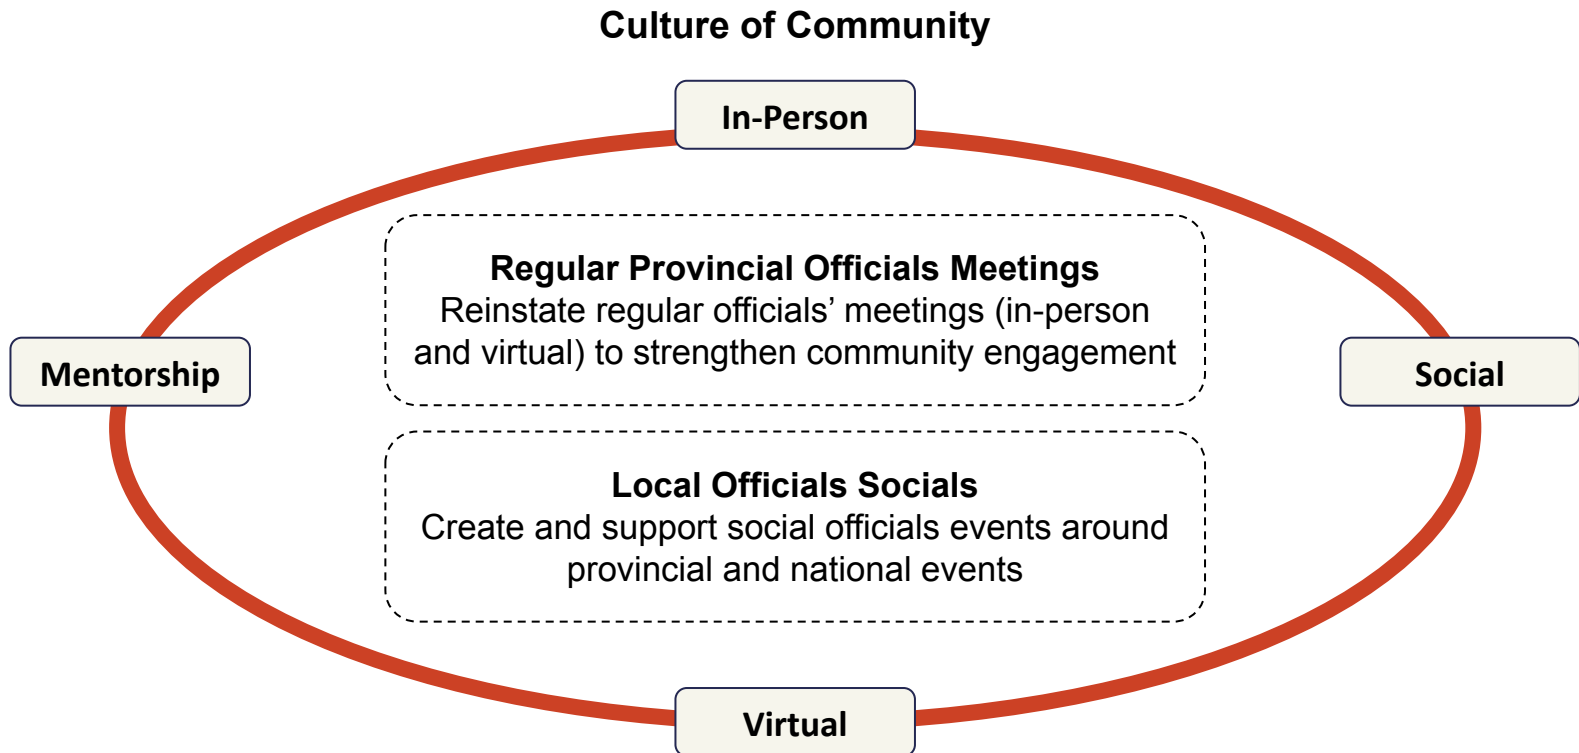 Culture of Community
In-Person
Regular Provincial Officials Meetings
Reinstate regular officials’ meetings (in-person
and virtual) to strengthen community engagement
Mentorship
Social
Local Officials Socials
Create and support social officials events around
provincial and national events
Virtual